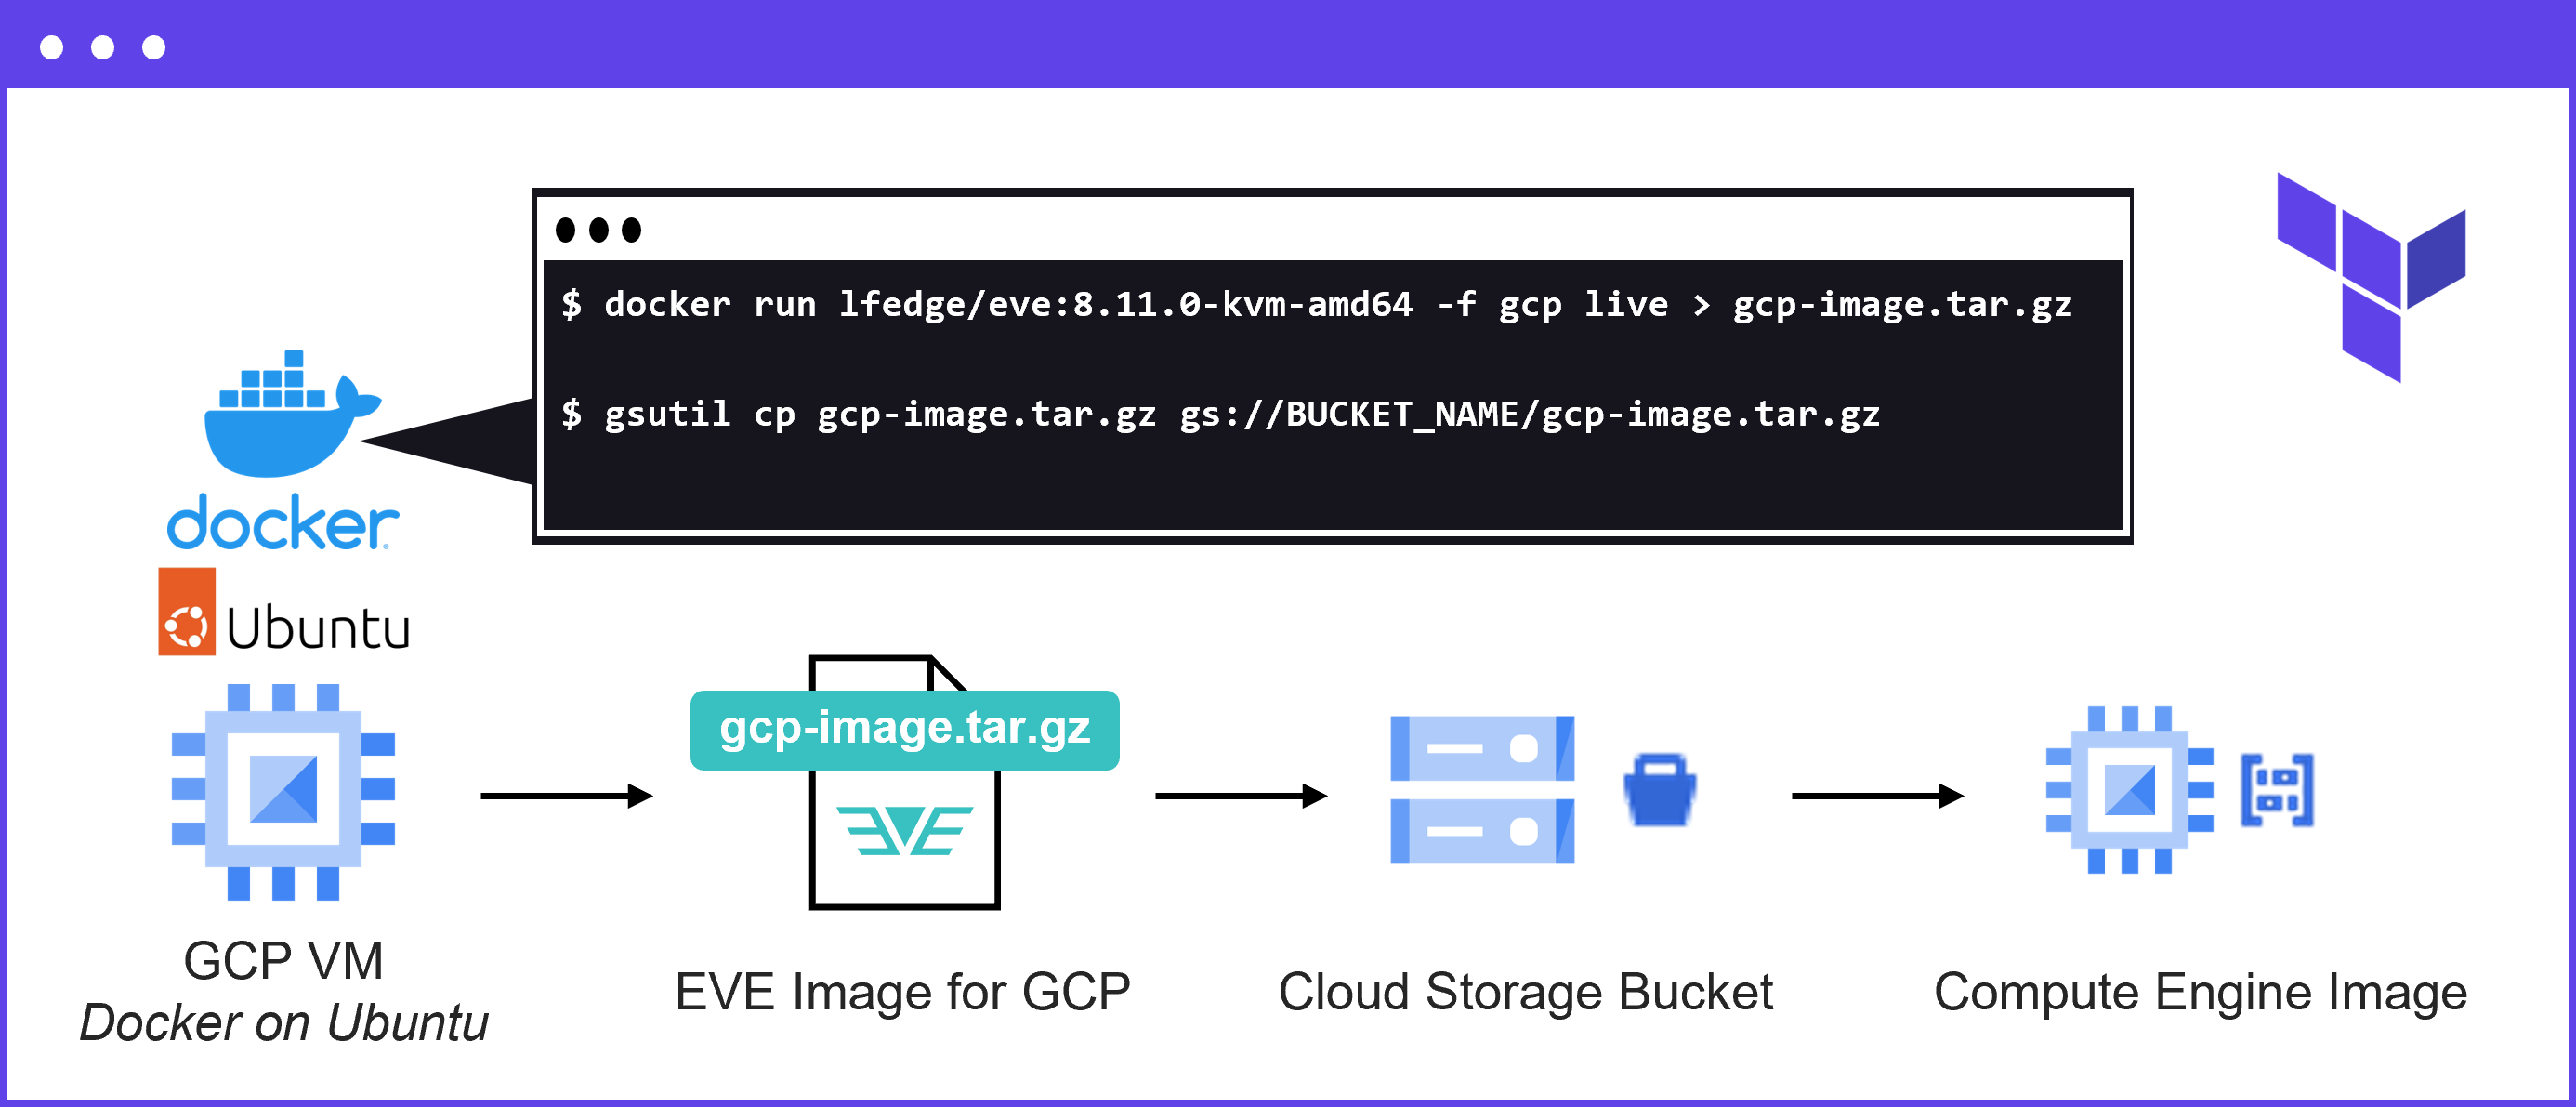 $ docker run lfedge/eve:8.11.0-kvm-amd64 -f gcp live > gcp-image.tar.gz
$ gsutil cp gcp-image.tar.gz gs://BUCKET_NAME/gcp-image.tar.gz
docker
Ubuntu
gcp-image.tar.gz
EVE
GCP VM
Docker on Ubuntu
EVE Image for GCP
Cloud Storage Bucket
Compute Engine Image